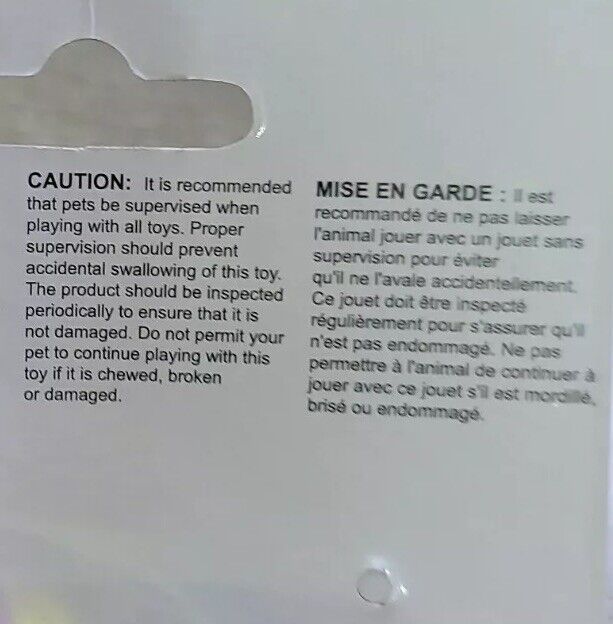 CAUTION: It is recommended
that pets be supervised when
playing with all toys. Proper
supervision should prevent
accidental swallowing of this toy.
The product should be inspected
periodically to ensure that it is
not damaged. Do not permit your
pet to continue playing with this
toy if it is chewed, broken
or damaged.
MISE EN GARDE : Il est
recommandé de ne pas laisser
l'animal jouer avec un jouet sans
supervision pour éviter
qu'il ne l'avale accidentellement.
Ce jouet doit être inspecté
régulièrement pour s'assurer qu'il
n'est pas endommagé. Ne pas
permettre à l'animal de continuer à
jouer avec ce jouet s'il est mordillé,
brisé ou endommagé.